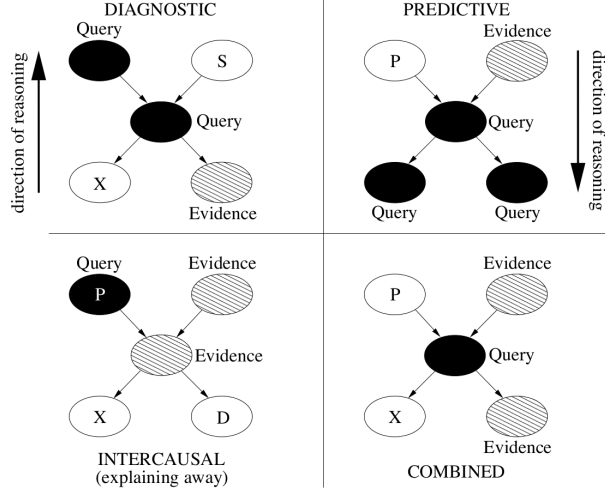 DIAGNOSTIC
Query
S
Query
X
Evidence
direction of reasoning
PREDICTIVE
Evidence
P
Query
Query
Query
direction of reasoning
Query
Evidence
P
Evidence
X
D
INTERCAUSAL
(explaining away)
Evidence
P
Query
X
Evidence
COMBINED